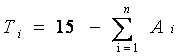 T i = 15 - n ∑ i = 1 A i